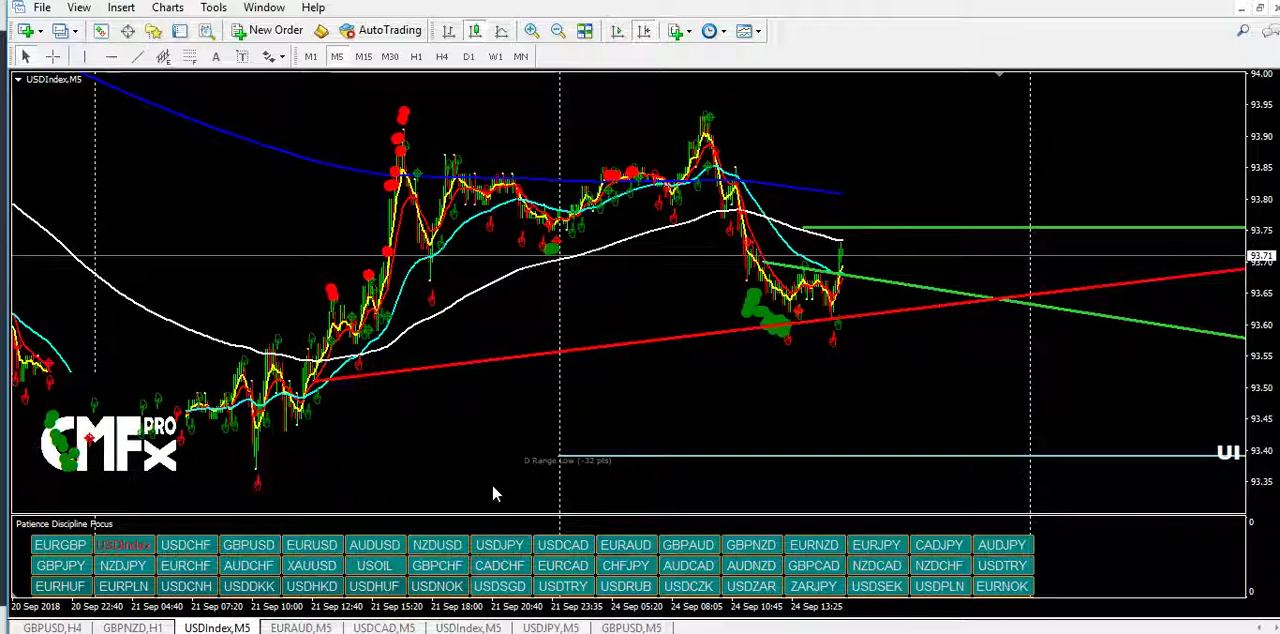 File View Insert Charts Tools Window Help
New Order AutoTrading
A T M1 M5 M15 M30 H1 H4 D1 W1 MN
USDIndex,M5
94.00
93.95
93.90
93.85
93.80
93.75
93.71
93.70
93.65
93.60
93.55
93.50
93.45
93.40
93.35
CMFx PRO
D Range Low (-32 pts)
UI
Patience Discipline Focus
0
EURGBP USDIndex USDCHF GBPUSD EURUSD AUDUSD NZDUSD USDJPY USDCAD EURAUD GBPAUD GBPNZD EURNZD EURJPY CADJPY AUDJPY
GBPJPY NZDJPY EURCHF AUDCHF XAUUSD USOIL GBPCHF CADCHF EURCAD CHFJPY AUDCAD AUDNZD GBPCAD NZDCAD NZDCHF USDTRY
EURHUF EURPLN USDCNH USDDKK USDHKD USDHUF USDNOK USDSGD USDTRY USDRUB USDCZK USDZAR ZARJPY USDSEK USDPLN EURNOK
0
20 Sep 2018 20 Sep 22:40 21 Sep 04:40 21 Sep 07:20 21 Sep 10:00 21 Sep 12:40 21 Sep 15:20 21 Sep 18:00 21 Sep 20:40 21 Sep 23:35 24 Sep 05:20 24 Sep 08:05 24 Sep 10:45 24 Sep 13:25
GBPUSD,H4 GBPNZD,H1 USDIndex,M5 EURAUD,M5 USDCAD,M5 USDIndex,M5 USDJPY,M5 GBPUSD,M5